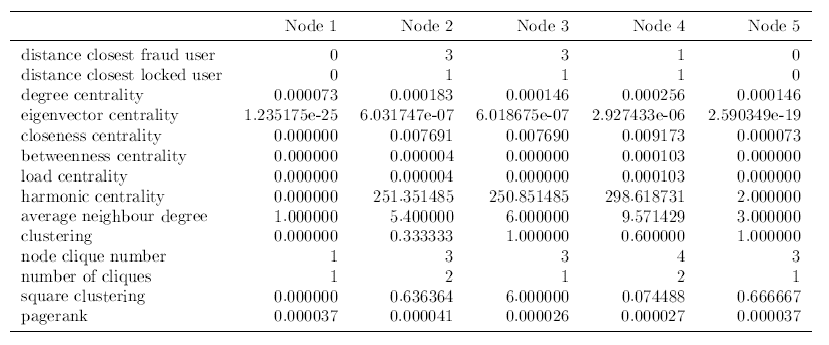 Node 1 Node 2 Node 3 Node 4 Node 5
distance closest fraud user 0 3 3 1 0
distance closest locked user 0 1 1 1 0
degree centrality 0.000073 0.000183 0.000146 0.000256 0.000146
eigenvector centrality 1.235175e-25 6.031747e-07 6.018675e-07 2.927433e-06 2.590349e-19
closeness centrality 0.000000 0.007691 0.007690 0.009173 0.000073
betweenness centrality 0.000000 0.000004 0.000000 0.000103 0.000000
load centrality 0.000000 0.000004 0.000000 0.000103 0.000000
harmonic centrality 0.000000 251.351485 250.851485 298.618731 2.000000
average neighbour degree 1.000000 5.400000 6.000000 9.571429 3.000000
clustering 0.000000 0.333333 1.000000 0.600000 1.000000
node clique number 1 3 3 4 3
number of cliques 1 2 1 2 1
square clustering 0.000000 0.636364 6.000000 0.074488 0.666667
pagerank 0.000037 0.000041 0.000026 0.000027 0.000037